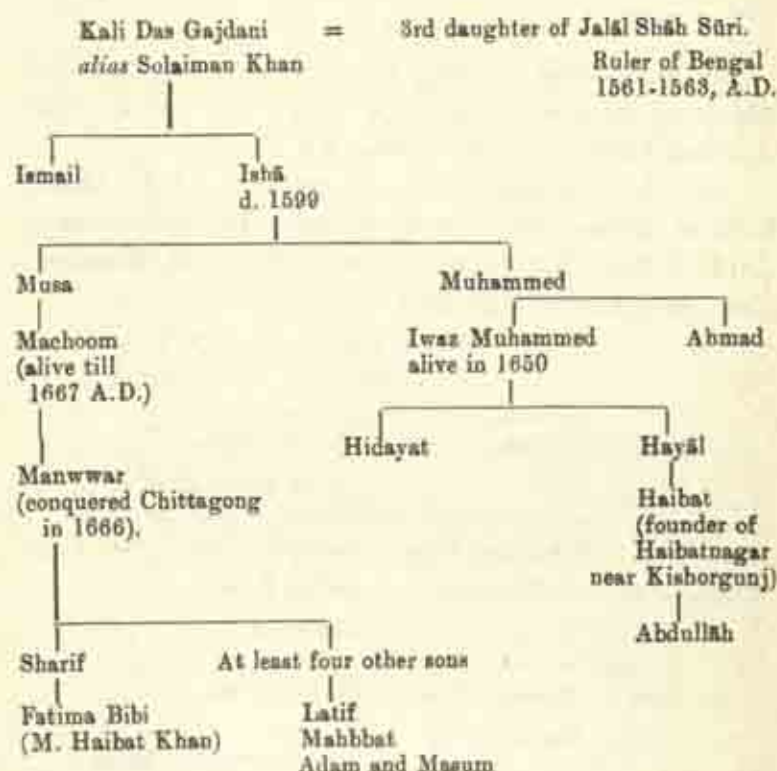 Kali Das Gajdani = 3rd daughter of Jalāl Shāh Sūri.
alias Solaiman Khan Ruler of Bengal
1561-1563, A.D.
Ismail Ishā
d. 1599
Musa Muhammed
Machoom Iwaz Muhammed Ahmad
(alive till alive in 1650
1667 A.D.)
Hidayat Hayāl
Manwwar Haibat
(conquered Chittagong (founder of
in 1666). Haibatnagar
near Kishorgunj)
Abdullāh
Sharif At least four other sons
Fatima Bibi Latif
(M. Haibat Khan) Mahbbat
Adam and Masum